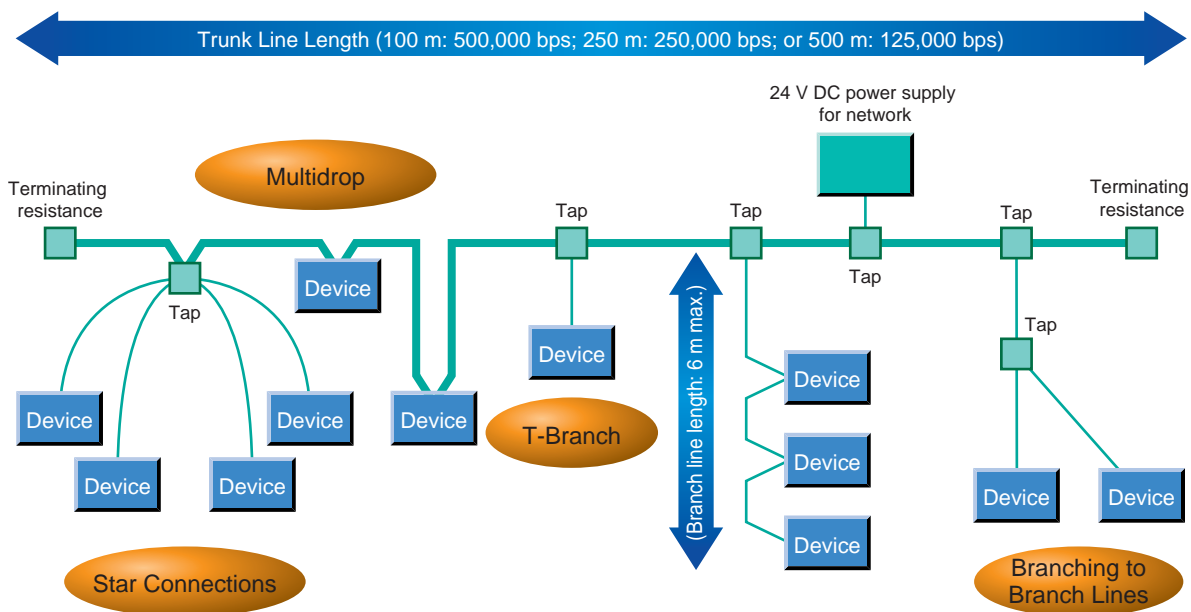 Trunk Line Length (100 m: 500,000 bps; 250 m: 250,000 bps; or 500 m: 125,000 bps)
24 V DC power supply
for network
Multidrop
Terminating
resistance
Tap
Tap
Tap
Terminating
resistance
Tap
Device
Tap
Device
Tap
Device
(Branch line length: 6 m max.)
Device
Device
Device
Device
T-Branch
Device
Device
Device
Device
Device
Device
Star Connections
Branching to
Branch Lines